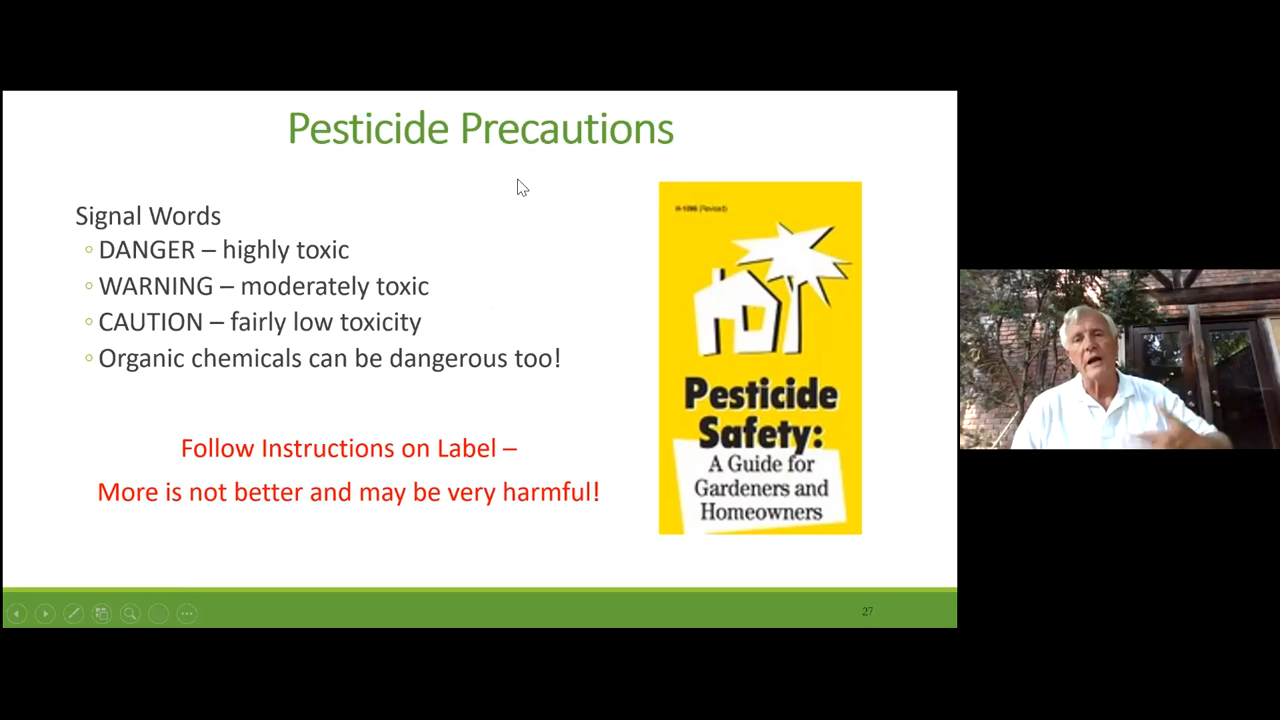 Pesticide Precautions
Signal Words
DANGER – highly toxic
WARNING – moderately toxic
CAUTION – fairly low toxicity
Organic chemicals can be dangerous too!
Follow Instructions on Label –
More is not better and may be very harmful!
(Revised)
Pesticide
Safety:
A Guide for
Gardeners and
Homeowners
27